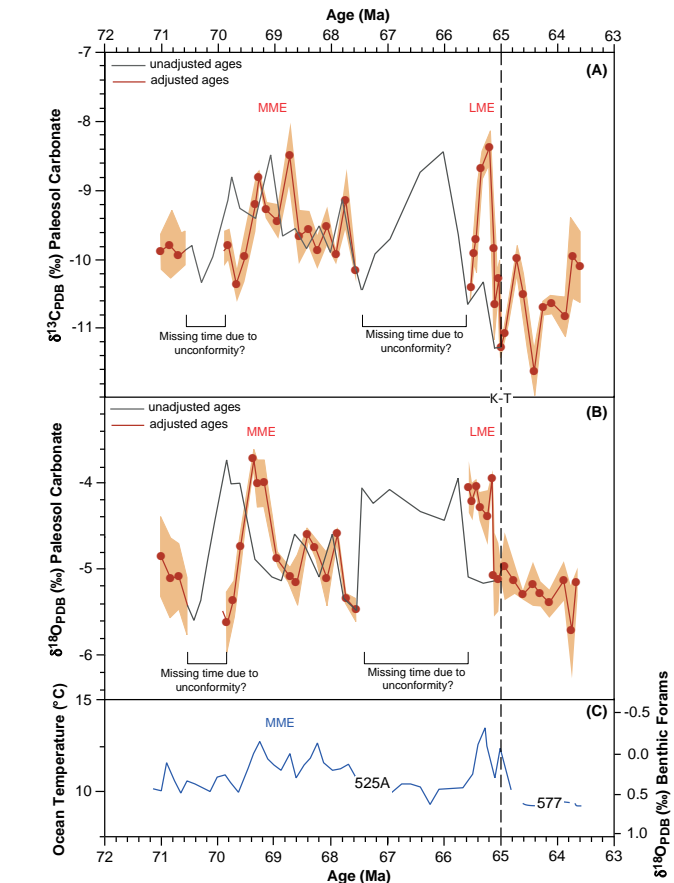 Age (Ma)
72 71 70 69 68 67 66 65 64 63
-7
-8
-9
-10
-11
δ13CPDB (‰) Paleosol Carbonate
unadjusted ages
adjusted ages
(A)
MME
LME
Missing time due to
unconformity?
Missing time due to
unconformity?
K-T
-4
-5
-6
δ18OPDB (‰) Paleosol Carbonate
unadjusted ages
adjusted ages
(B)
MME
LME
Missing time due to
unconformity?
Missing time due to
unconformity?
15
10
Ocean Temperature (°C)
(C)
MME
525A
577
-0.5
0.0
0.5
1.0
δ18OPDB (‰) Benthic Forams
72 71 70 69 68 67 66 65 64 63
Age (Ma)